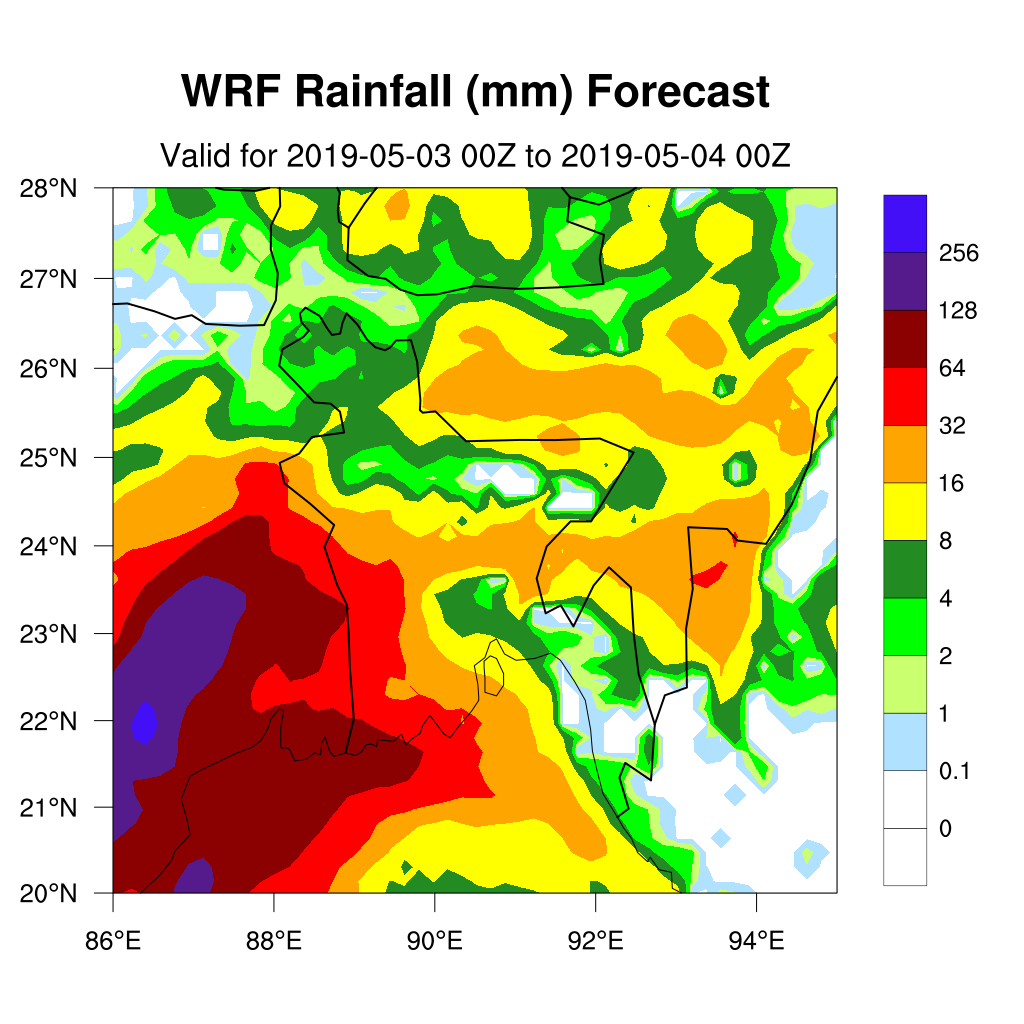 WRF Rainfall (mm) Forecast
Valid for 2019-05-03 00Z to 2019-05-04 00Z
28°N
27°N
26°N
25°N
24°N
23°N
22°N
21°N
20°N
86°E
88°E
90°E
92°E
94°E
256
128
64
32
16
8
4
2
1
0.1
0